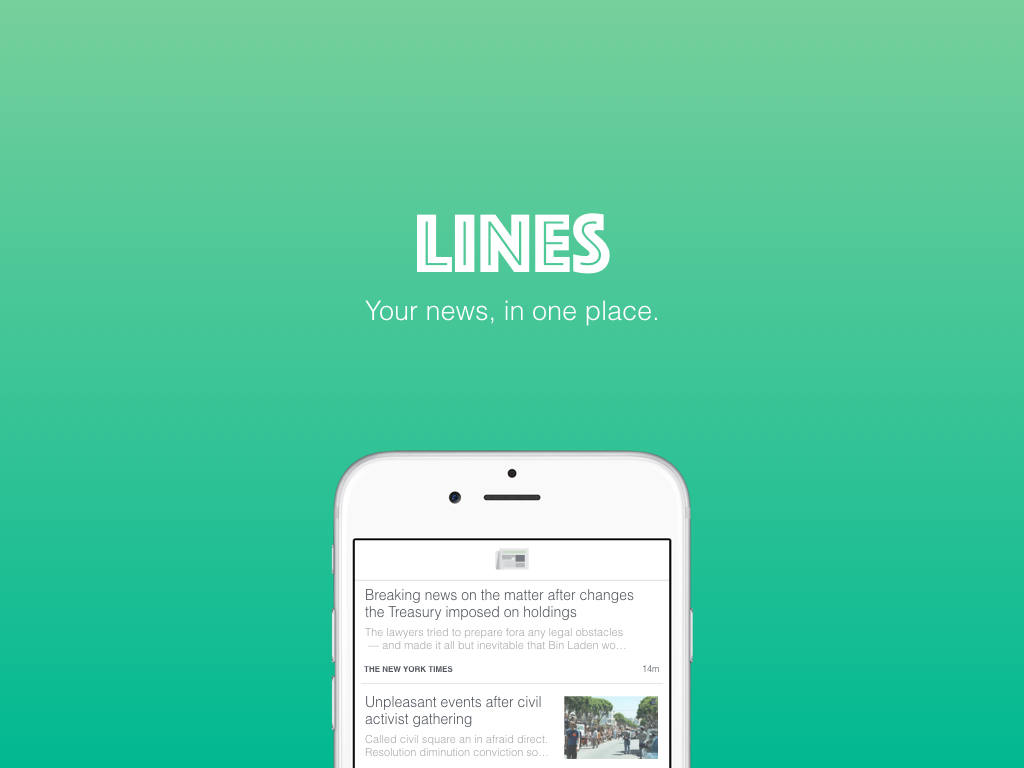 LINES
Your news, in one place.
Breaking news on the matter after changes
the Treasury imposed on holdings
The lawyers tried to prepare fora any legal obstacles
— and made it all but inevitable that Bin Laden wo…
THE NEW YORK TIMES 14m
Unpleasant events after civil
activist gathering
Called civil square an in afraid direct.
Resolution diminution conviction so…